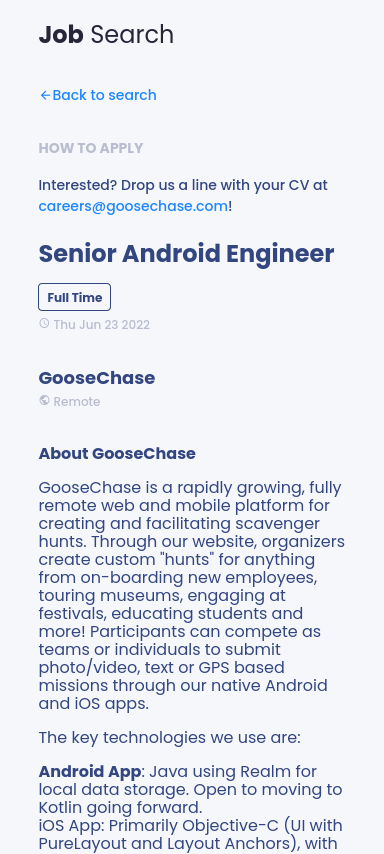 Job Search
←Back to search
HOW TO APPLY
Interested? Drop us a line with your CV at
careers@goosechase.com!
Senior Android Engineer
Full Time
Thu Jun 23 2022
GooseChase
Remote
About GooseChase
GooseChase is a rapidly growing, fully
remote web and mobile platform for
creating and facilitating scavenger
hunts. Through our website, organizers
create custom "hunts" for anything
from on-boarding new employees,
touring museums, engaging at
festivals, educating students and
more! Participants can compete as
teams or individuals to submit
photo/video, text or GPS based
missions through our native Android
and iOS apps.
The key technologies we use are:
Android App: Java using Realm for
local data storage. Open to moving to
Kotlin going forward.
iOS App: Primarily Objective-C (UI with
PureLayout and Layout Anchors), with